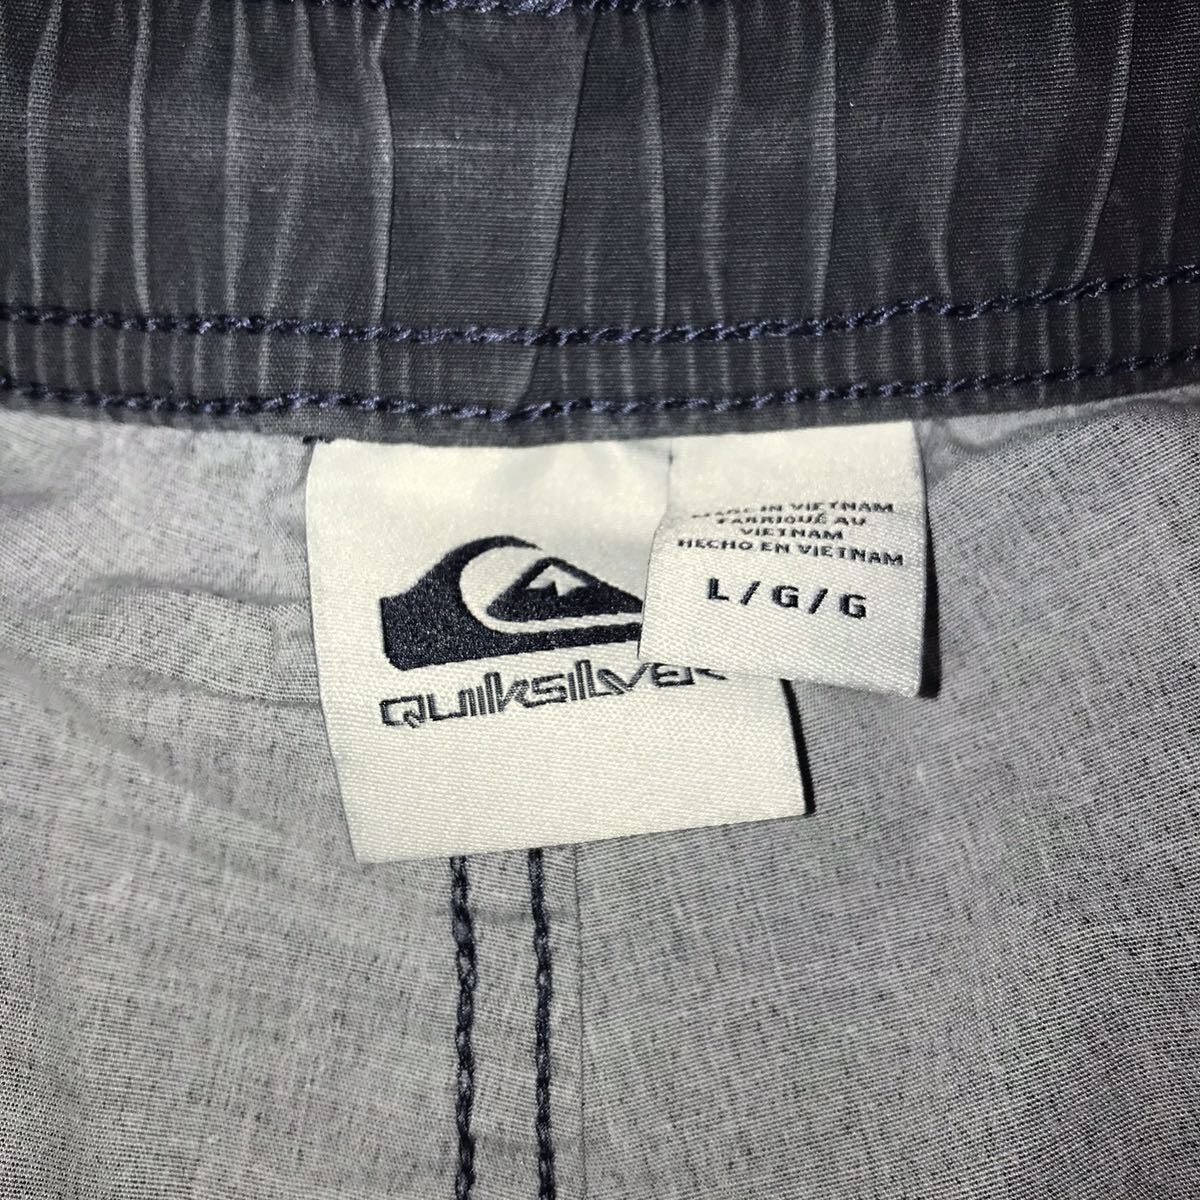 MADE IN VIETNAM
FABRIQUÉ AU
VIETNAM
HECHO EN VIETNAM
L/G/G
QUIKSILVER